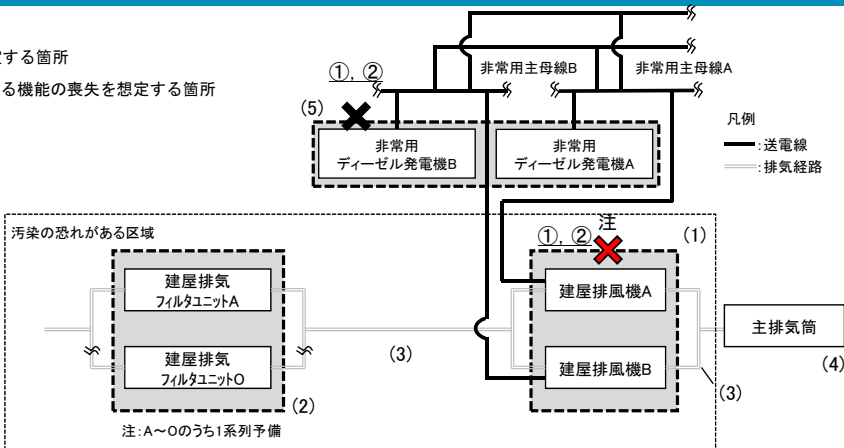 定する箇所
る機能の喪失を想定する箇所
①, ②
非常用主母線B
非常用主母線A
(5)
非常用
ディーゼル発電機B
非常用
ディーゼル発電機A
凡例
:送電線
:排気経路
汚染の恐れがある区域
建屋排気
フィルタユニットA
建屋排気
フィルタユニットO
(2)
注:A～Oのうち1系列予備
(3)
①, ②
注
(1)
建屋排風機A
建屋排風機B
(3)
主排気筒
(4)